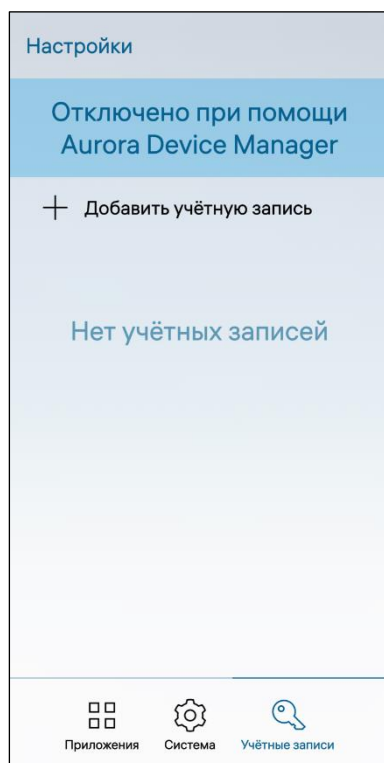 Настройки
Отключено при помощи
Aurora Device Manager
Добавить учётную запись
Нет учётных записей
Приложения
Система
Учётные записи